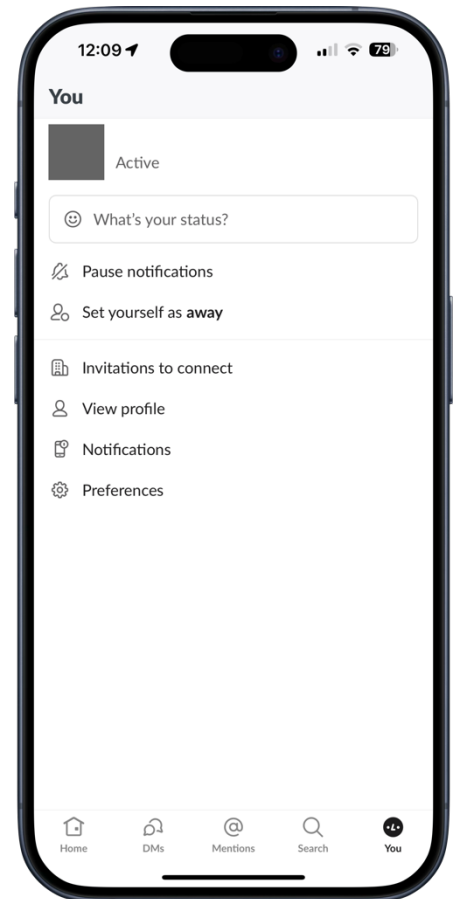 12:09
79
You
Active
What's your status?
Pause notifications
Set yourself as away
Invitations to connect
View profile
Notifications
Preferences
Home DMs Mentions Search You